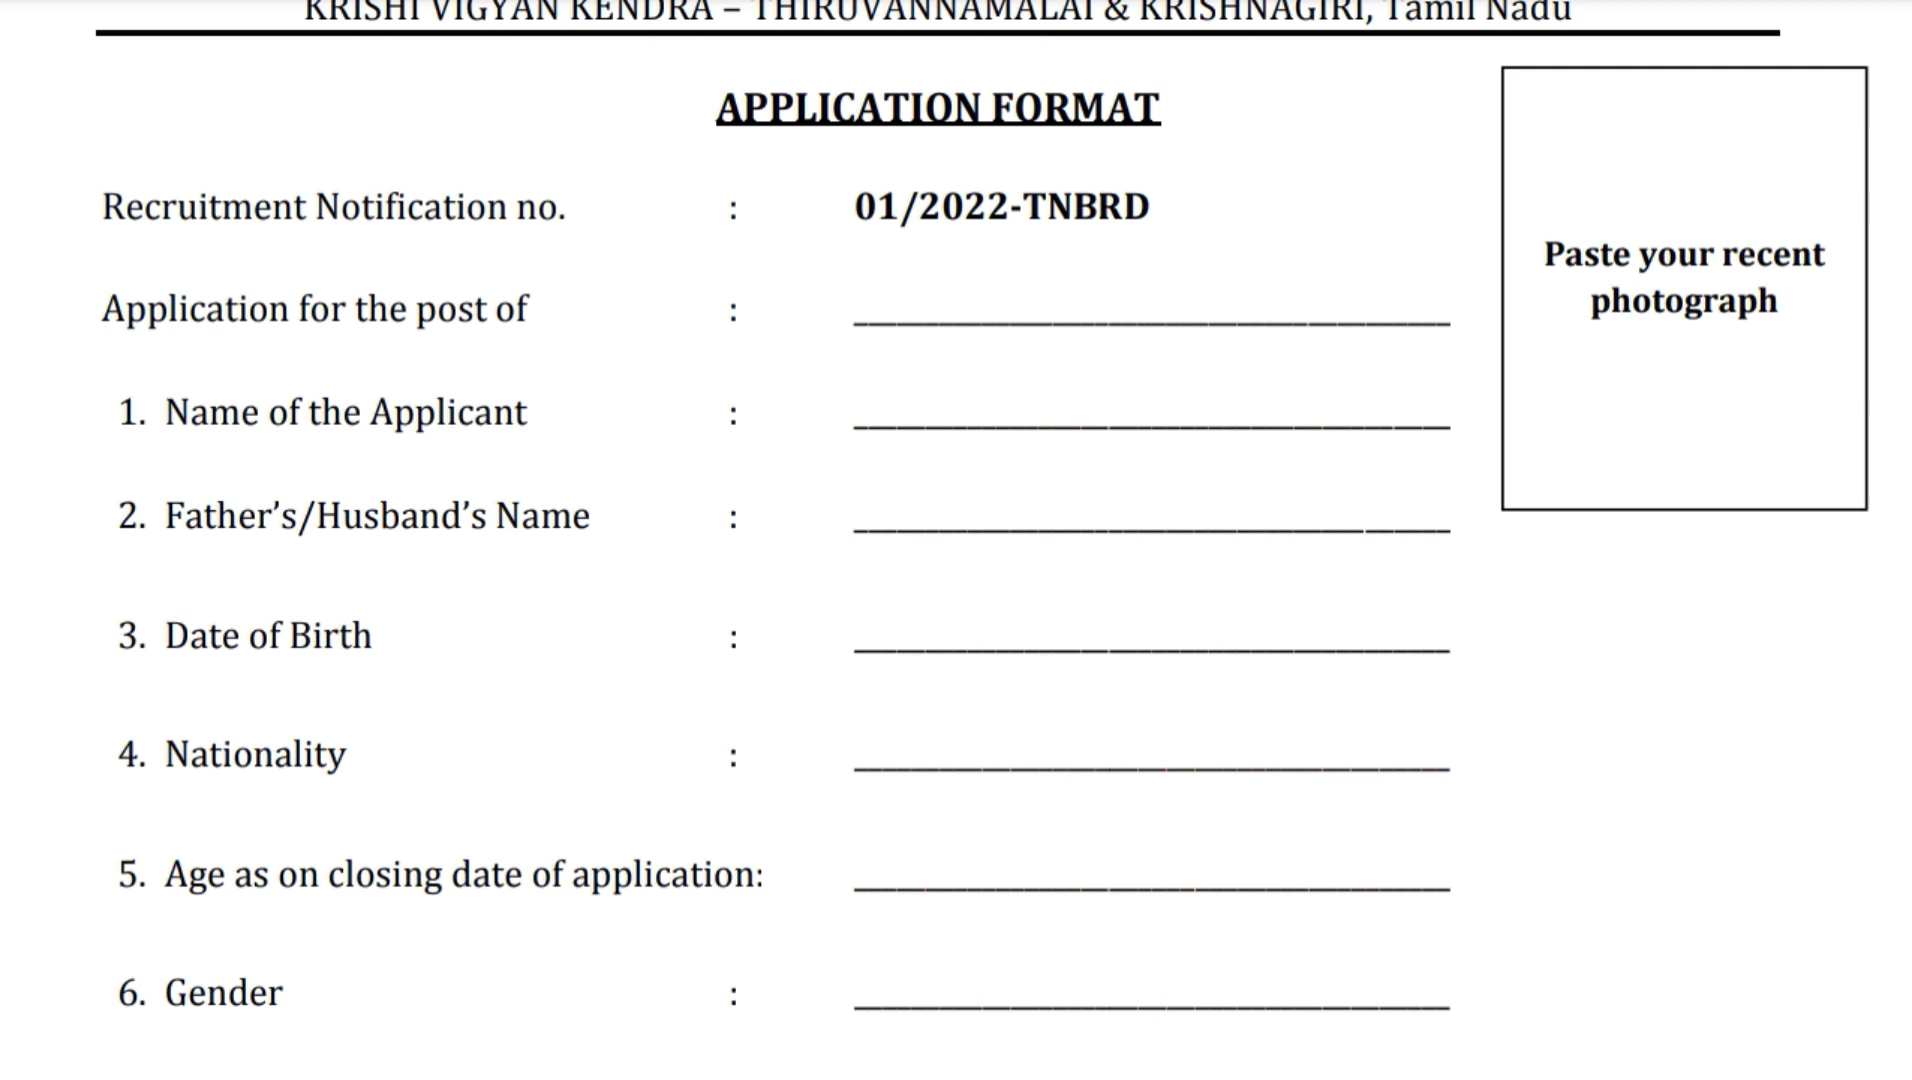 KRISHI VIGYAN KENDRA – THIRUVANNAMALAI & KRISHNAGIRI, Tamil Nadu
APPLICATION FORMAT
Recruitment Notification no. : 01/2022-TNBRD
Paste your recent
photograph
Application for the post of :
1. Name of the Applicant :
2. Father’s/Husband’s Name :
3. Date of Birth :
4. Nationality :
5. Age as on closing date of application:
6. Gender :